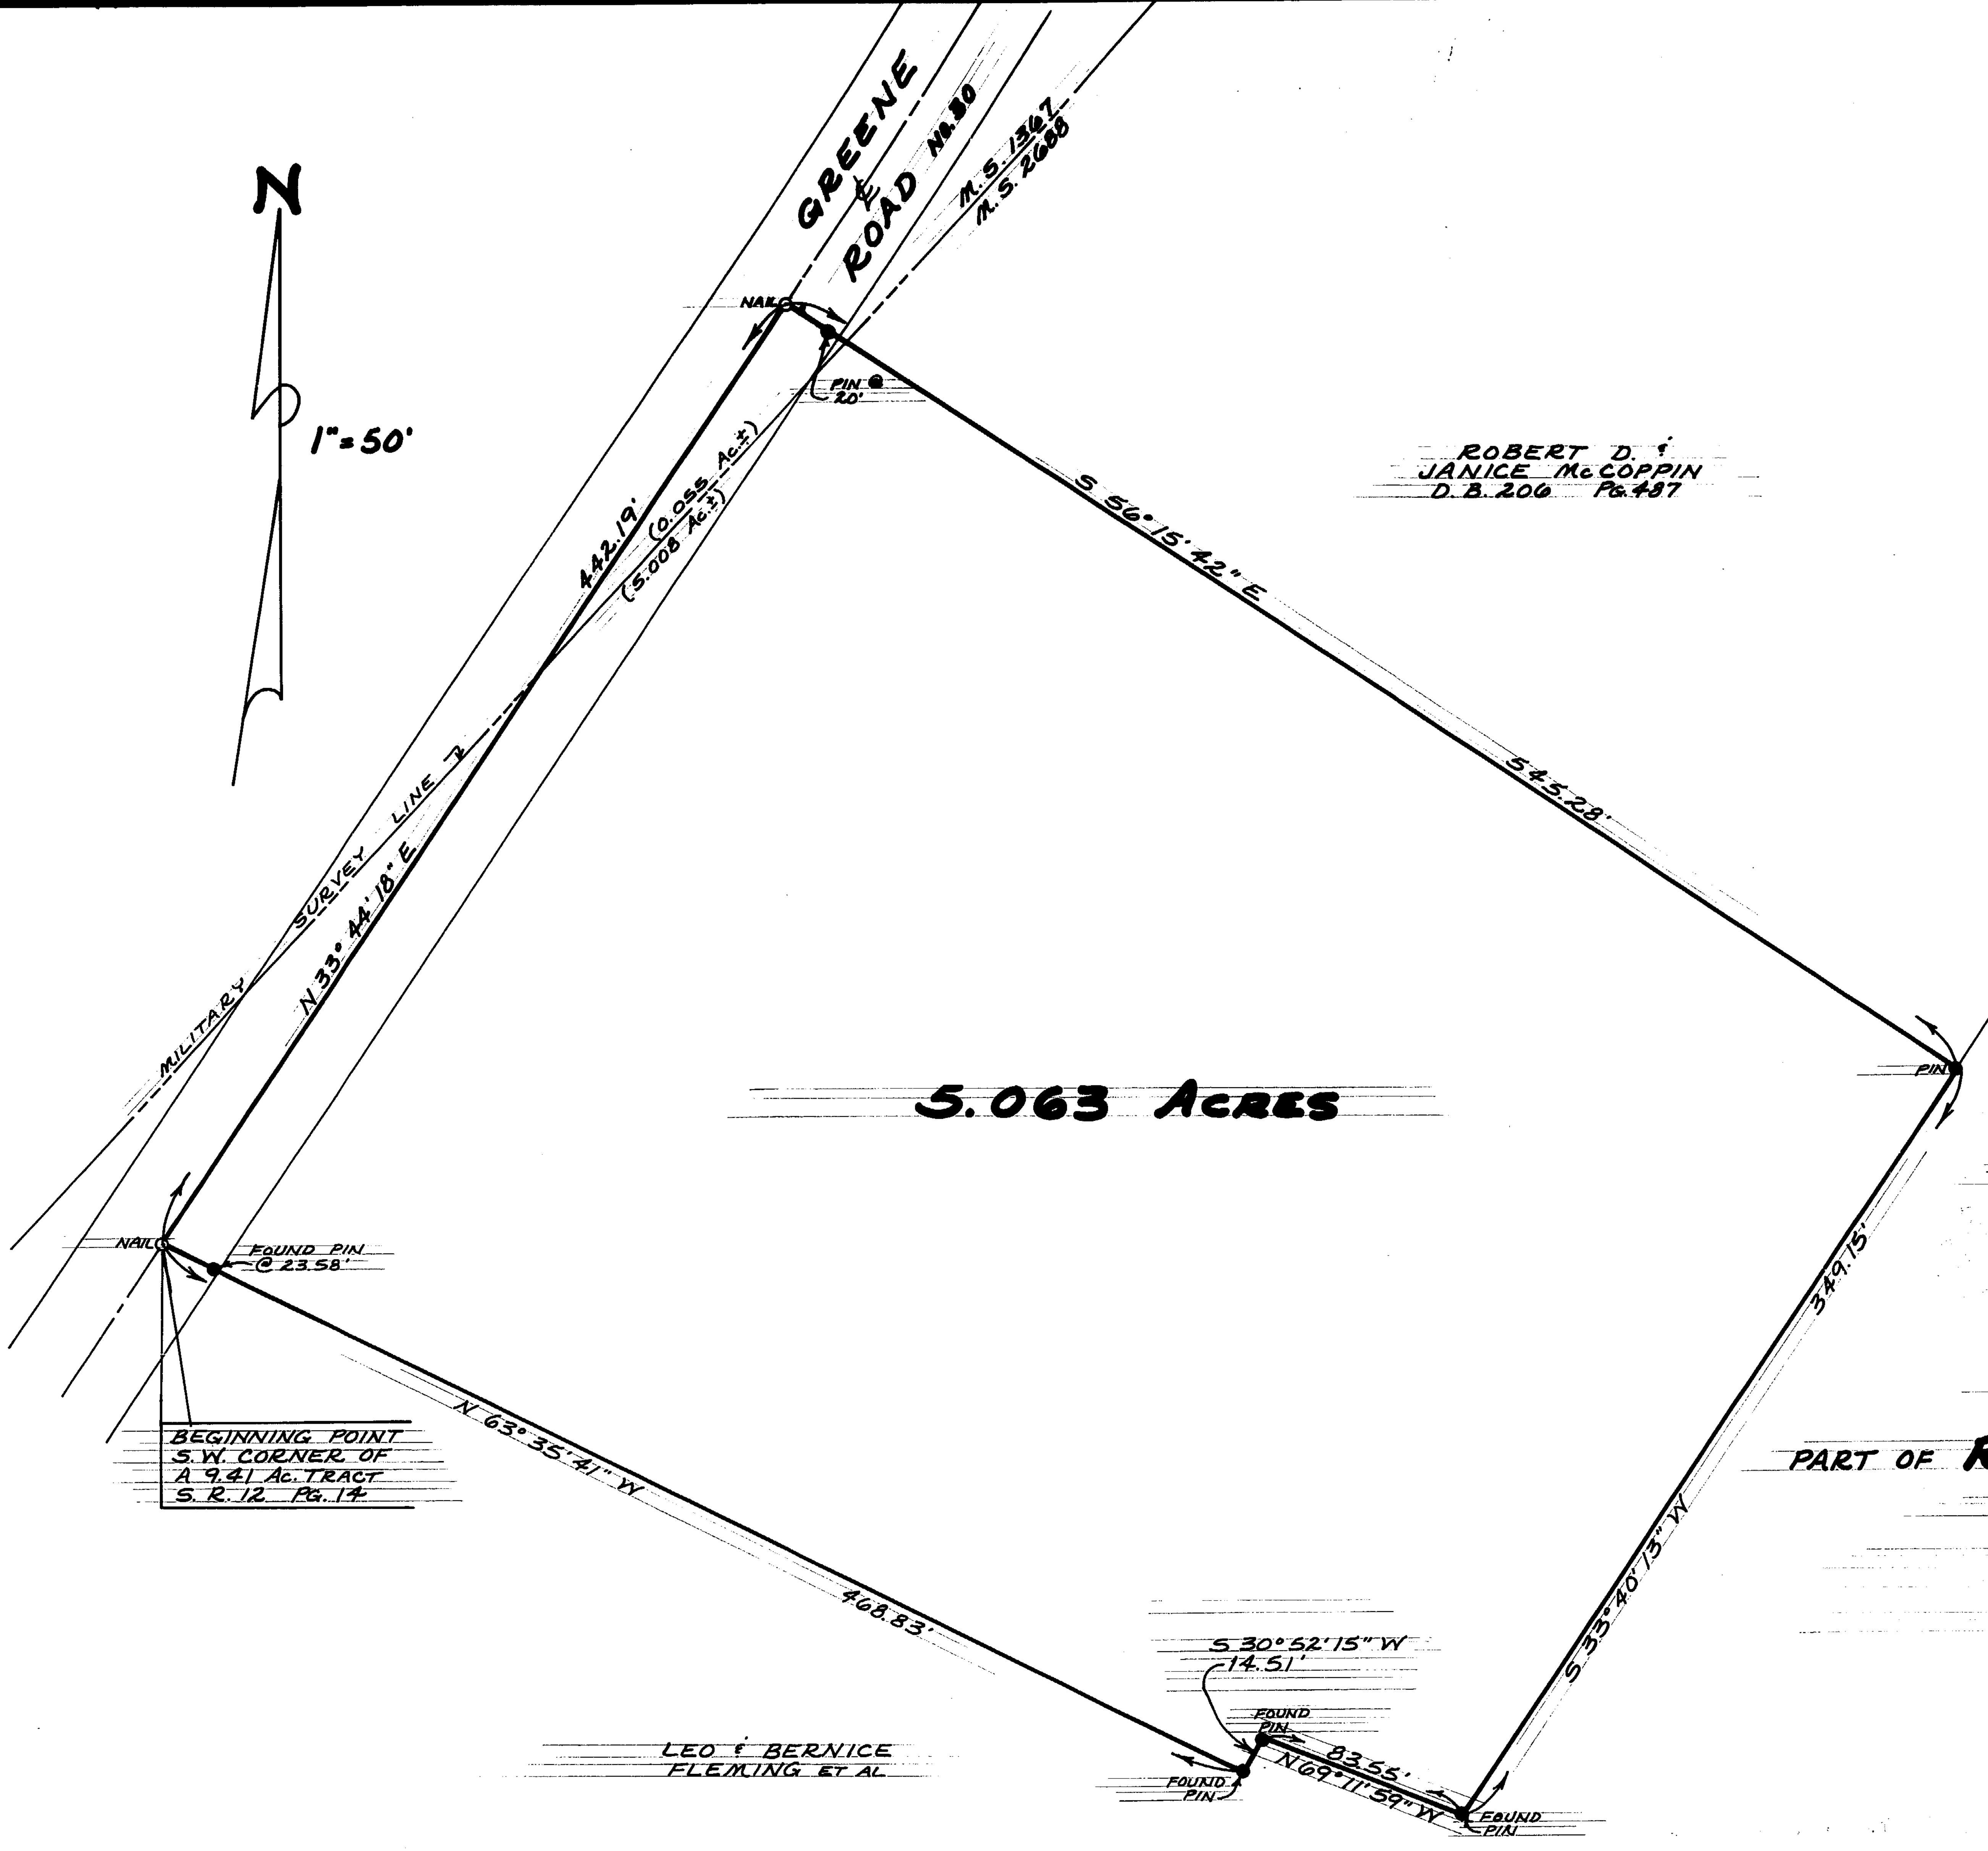 N
1" = 50'
GREENE
℄
ROAD No. 30
M. S. 1367
M. S. 2688
NAIL
PIN @
20'
442.19'
(0.055 Ac.±)
(5.008 Ac.±)
ROBERT D. &
JANICE McCOPPIN
D. B. 206 PG. 487
S 56° 15' 42" E
545.28'
MILITARY SURVEY LINE
N 33° 44' 18" E
5.063 ACRES
PIN
NAIL
FOUND PIN
@ 23.58'
349.15'
S 33° 40' 13" W
BEGINNING POINT
S. W. CORNER OF
A 9.41 Ac. TRACT
S. R. 12 PG. 14
N 63° 35' 41" W
468.83'
PART OF R
S 30° 52' 15" W
14.51'
FOUND
PIN
83.55'
N 69° 11' 59" W
LEO & BERNICE
FLEMING ET AL
FOUND
PIN
FOUND
PIN